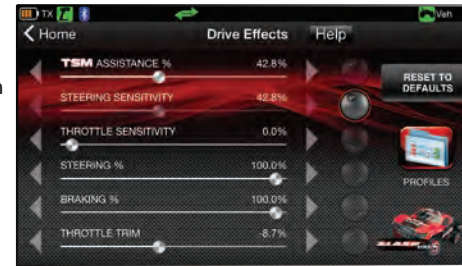 TX Veh
Home Drive Effects Help
TSM ASSISTANCE % 42.8%
STEERING SENSITIVITY 42.8%
THROTTLE SENSITIVITY 0.0%
STEERING % 100.0%
BRAKING % 100.0%
THROTTLE TRIM -8.7%
RESET TO
DEFAULTS
PROFILES
SLASH